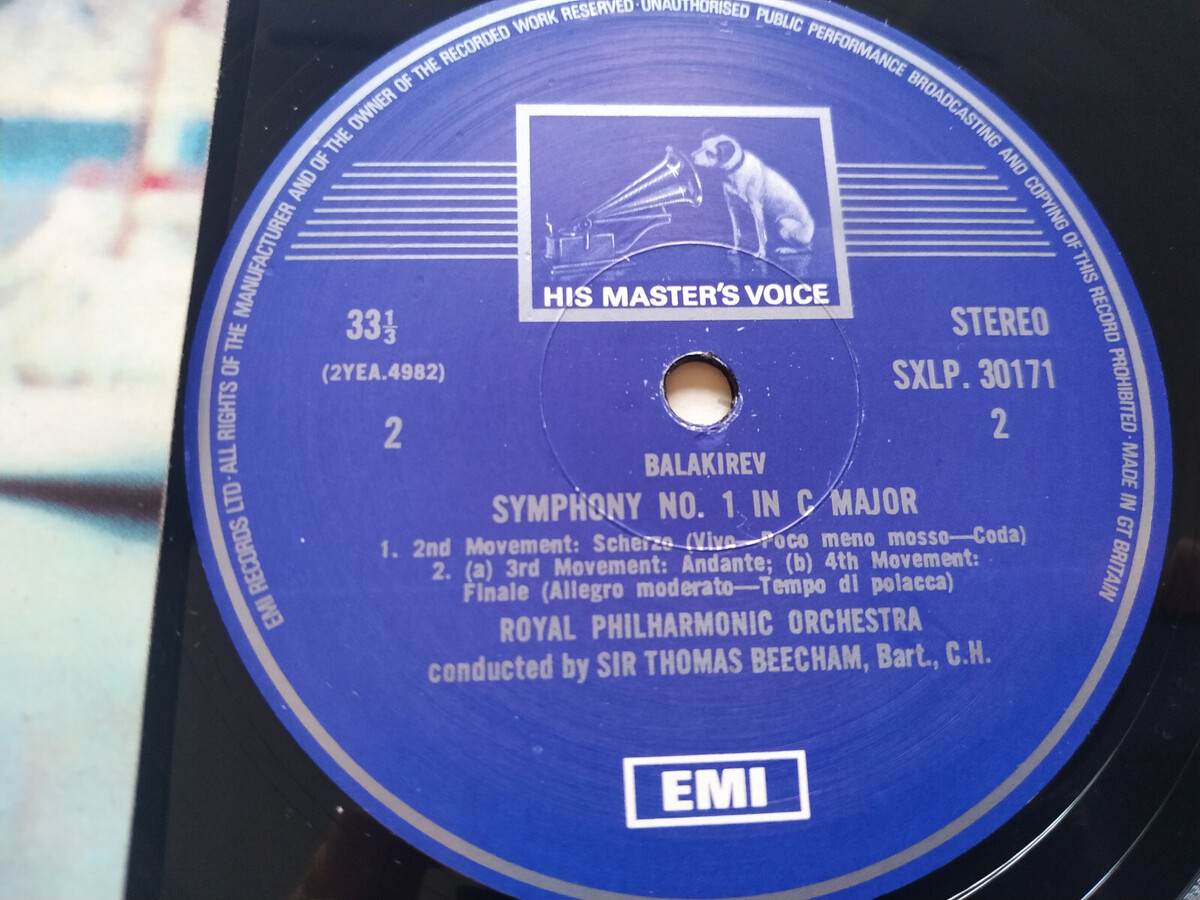 EMI RECORDS LTD · ALL RIGHTS OF THE MANUFACTURER AND OF THE OWNER OF THE RECORDED WORK RESERVED · UNAUTHORISED PUBLIC PERFORMANCE BROADCASTING AND COPYING OF THIS RECORD PROHIBITED · MADE IN GT BRITAIN
HIS MASTER'S VOICE
33⅓
STEREO
(2YEA.4982)
SXLP. 30171
2
2
BALAKIREV
SYMPHONY NO. 1 IN C MAJOR
1. 2nd Movement: Scherzo (Vivo—Poco meno mosso—Coda)
2. (a) 3rd Movement: Andante; (b) 4th Movement:
Finale (Allegro moderato—Tempo di polacca)
ROYAL PHILHARMONIC ORCHESTRA
conducted by SIR THOMAS BEECHAM, Bart., C.H.
EMI